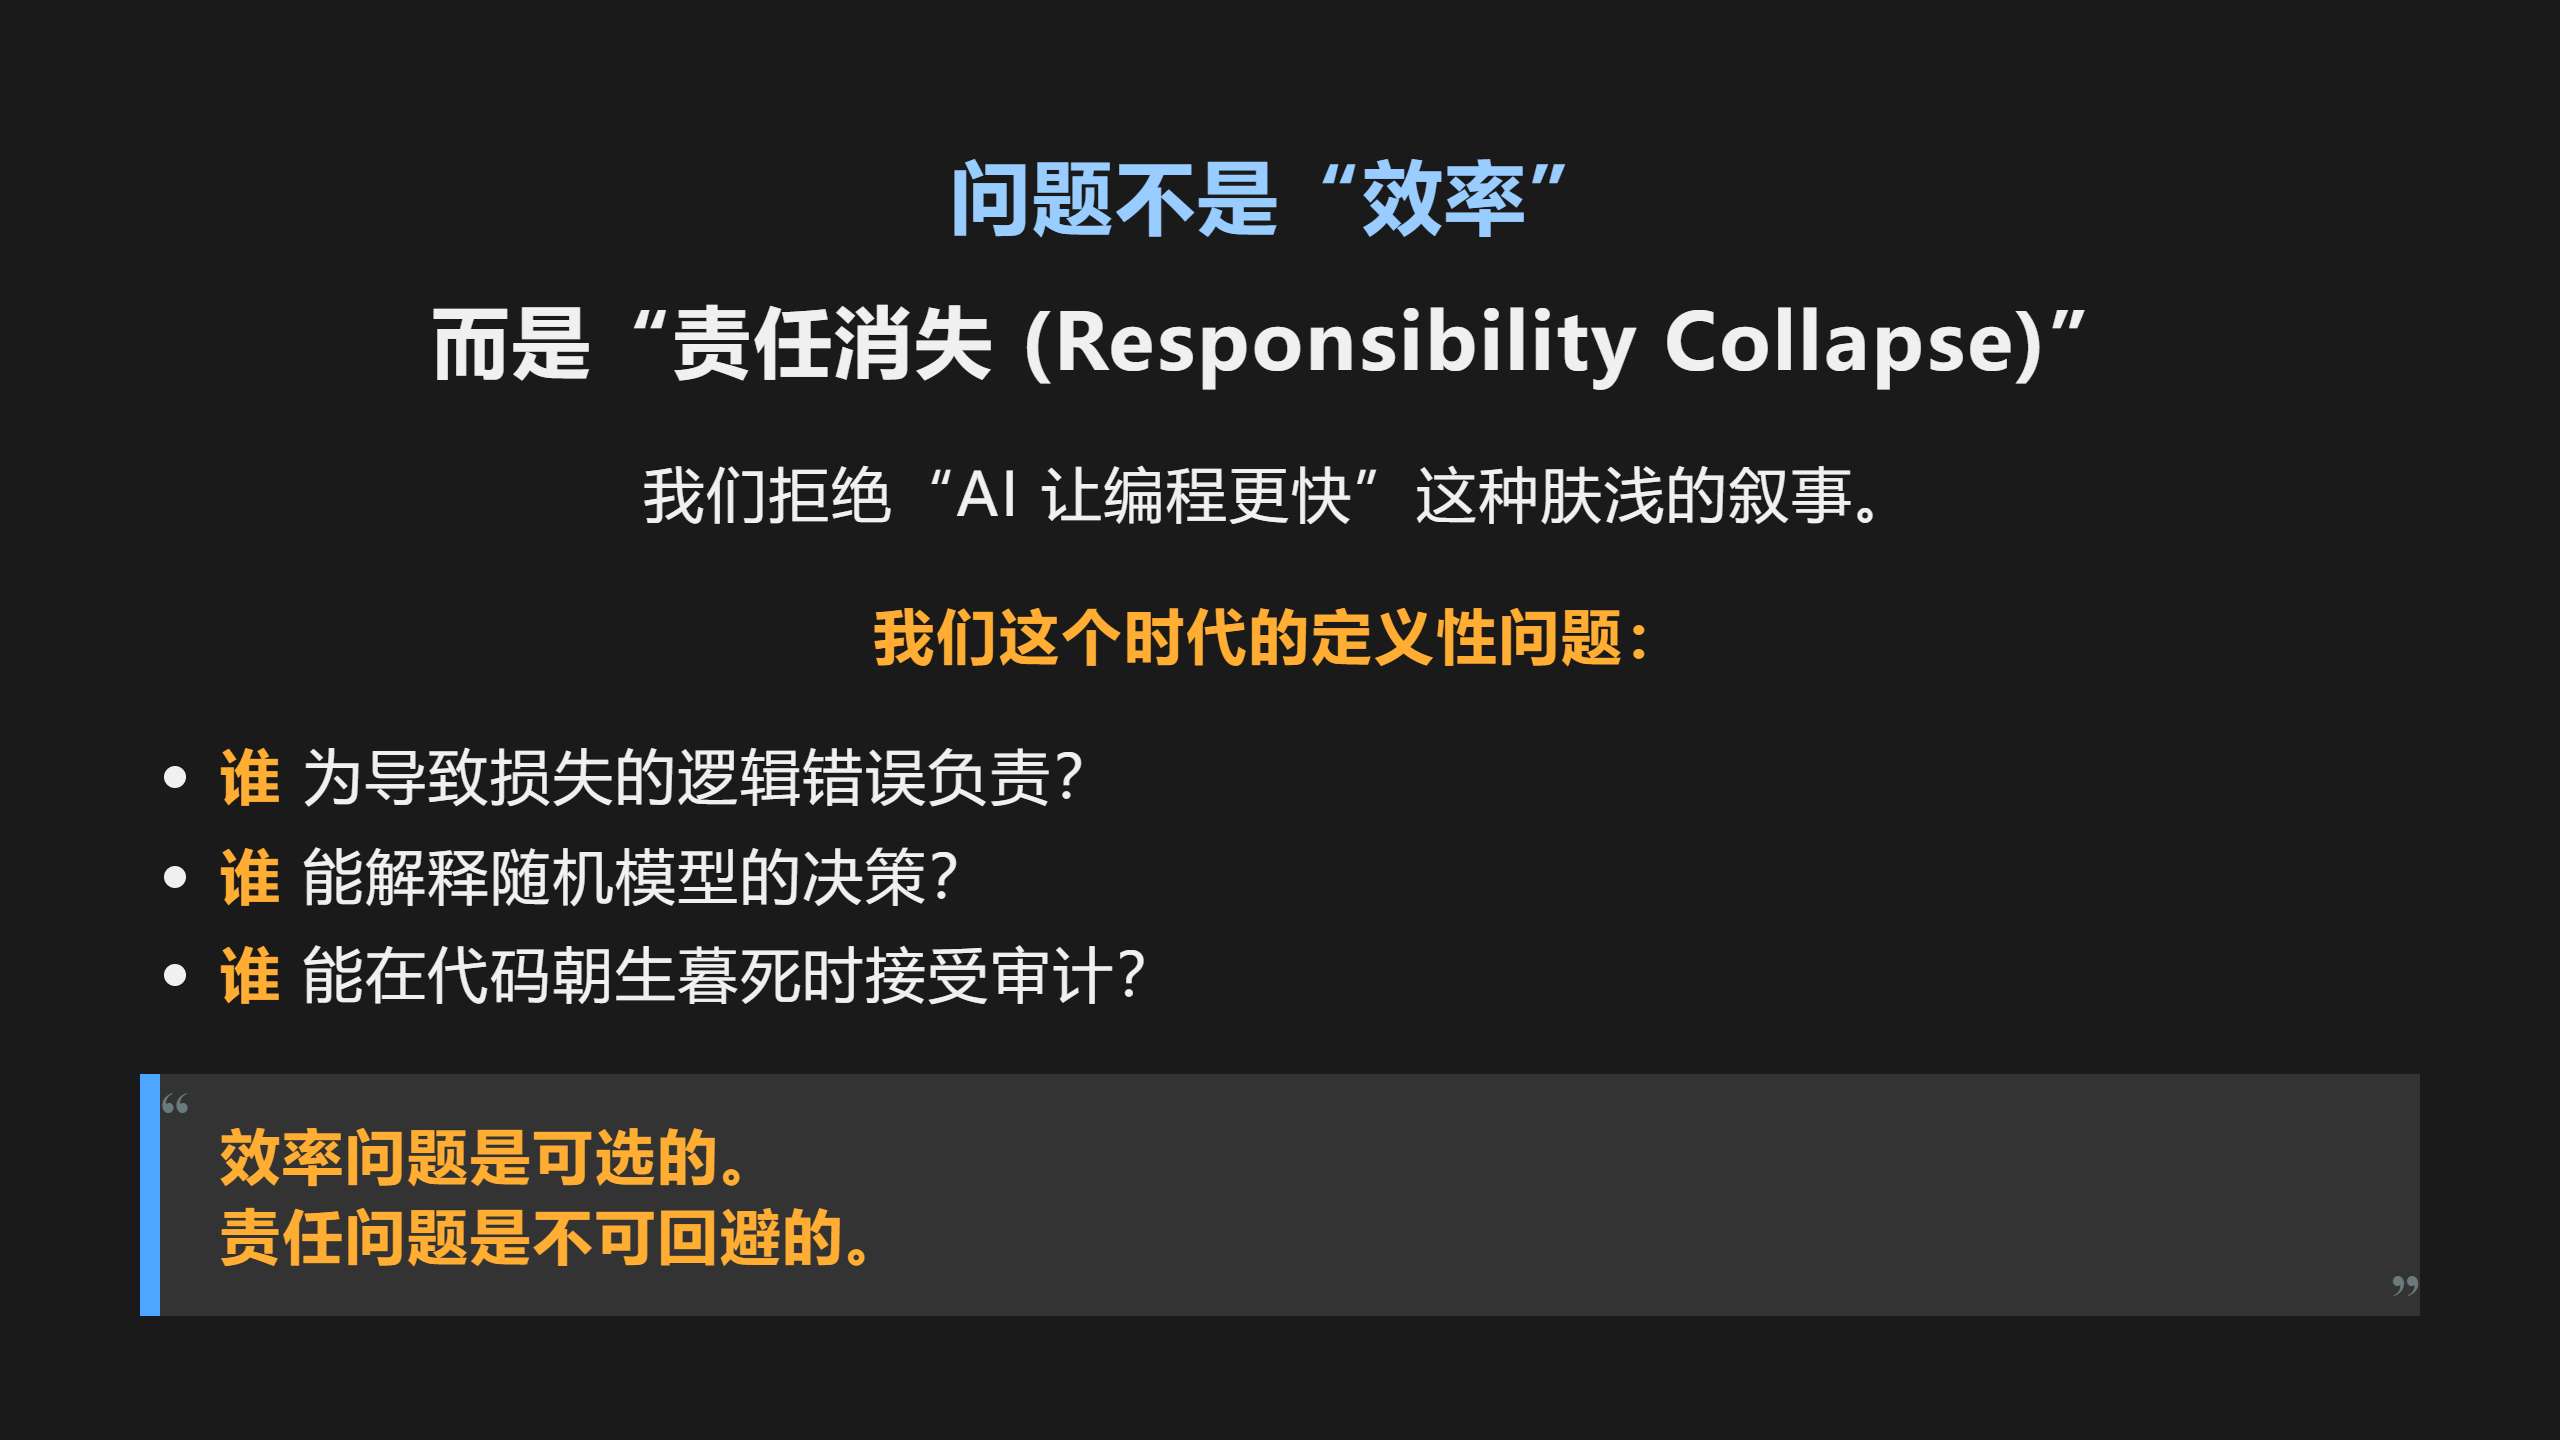 问题不是 “效率”
而是 “责任消失 (Responsibility Collapse)”
我们拒绝 “AI 让编程更快” 这种肤浅的叙事。
我们这个时代的定义性问题：
• 谁 为导致损失的逻辑错误负责？
• 谁 能解释随机模型的决策？
• 谁 能在代码朝生暮死时接受审计？
“
效率问题是可选的。
责任问题是不可回避的。
”